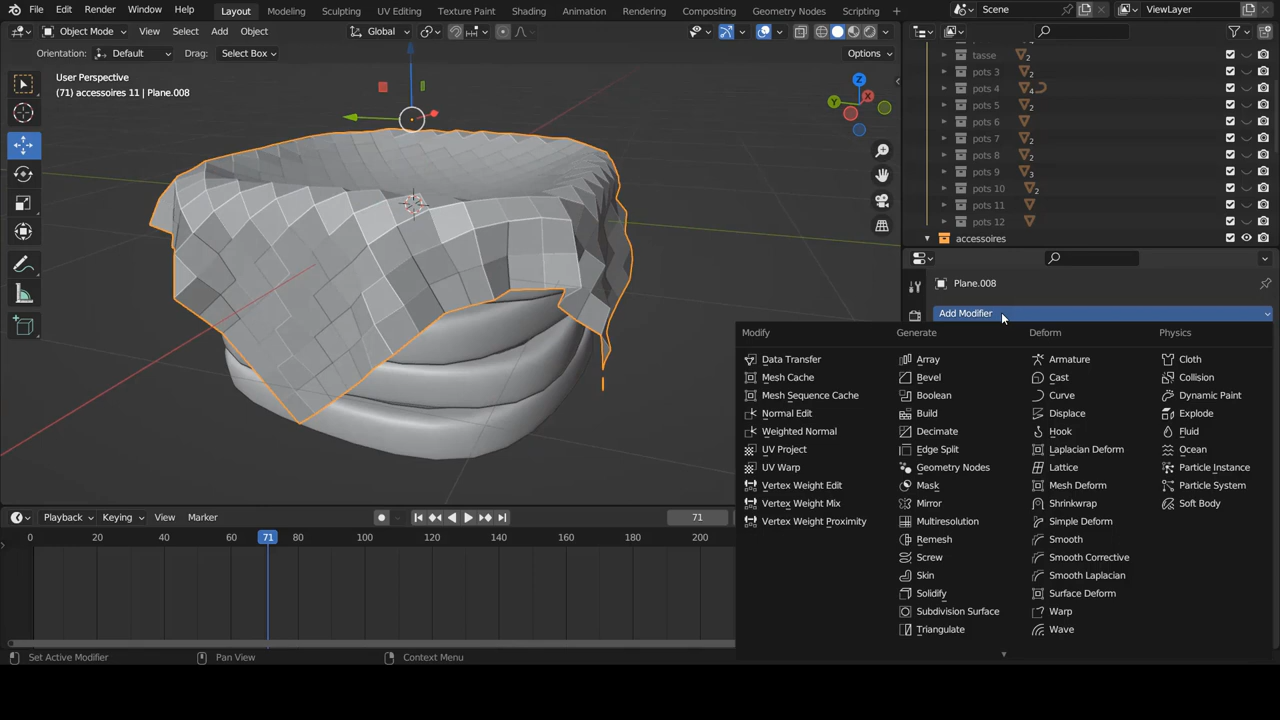 File Edit Render Window Help
Layout Modeling Sculpting UV Editing Texture Paint Shading Animation Rendering Compositing Geometry Nodes Scripting
Scene
ViewLayer
Object Mode View Select Add Object
Global
Orientation: Default Drag: Select Box
Options
User Perspective
(71) accessoires 11 | Plane.008
Z
Y
X
tasse 2
pots 3 2
pots 4 4
pots 5 2
pots 6
pots 7 2
pots 8 2
pots 9 3
pots 10 2
pots 11
pots 12
accessoires
Plane.008
Add Modifier
Modify
Data Transfer
Mesh Cache
Mesh Sequence Cache
Normal Edit
Weighted Normal
UV Project
UV Warp
Vertex Weight Edit
Vertex Weight Mix
Vertex Weight Proximity
Generate
Array
Bevel
Boolean
Build
Decimate
Edge Split
Geometry Nodes
Mask
Mirror
Multiresolution
Remesh
Screw
Skin
Solidify
Subdivision Surface
Triangulate
Deform
Armature
Cast
Curve
Displace
Hook
Laplacian Deform
Lattice
Mesh Deform
Shrinkwrap
Simple Deform
Smooth
Smooth Corrective
Smooth Laplacian
Surface Deform
Warp
Wave
Physics
Cloth
Collision
Dynamic Paint
Explode
Fluid
Ocean
Particle Instance
Particle System
Soft Body
Playback Keying View Marker
71
0 20 40 60 71 80 100 120 140 160 180 200
Set Active Modifier Pan View Context Menu